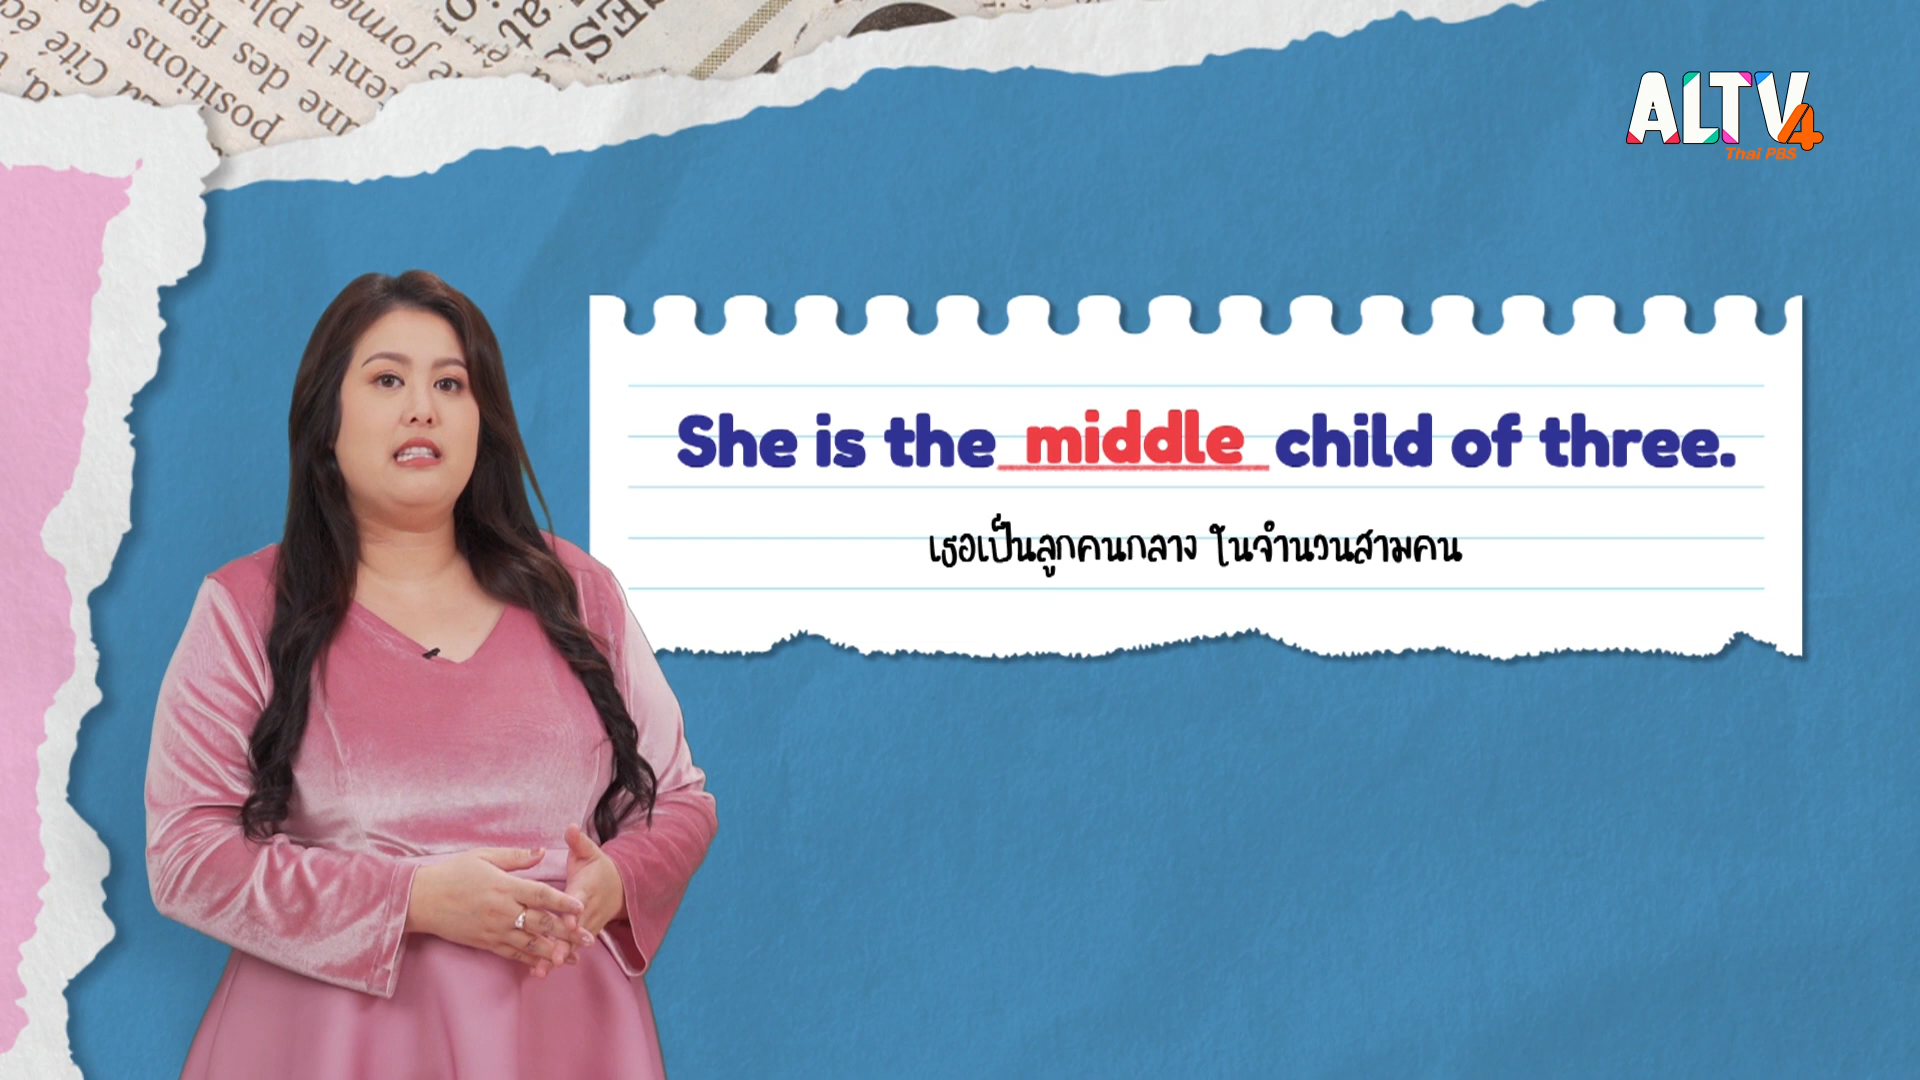 ALTV4
Thai PBS
She is the middle child of three.
เธอเป็นลูกคนกลาง ในจำนวนสามคน